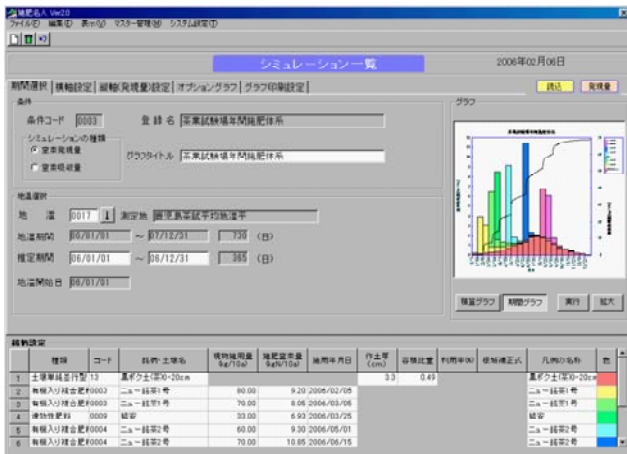 施肥名人 Ver2.0
ファイル(F) 編集(E) 表示(V) マスター管理(M) システム設定(T)
シミュレーション一覧
2006年02月06日
期間選択 横軸設定 縦軸(発現量)設定 オプショングラフ グラフ印刷設定
読込 発現量
条件
条件コード 0003 登録名 茶業試験場年間施肥体系
シミュレーションの種類
窒素発現量
窒素吸収量
グラフタイトル 茶業試験場年間施肥体系
グラフ
地温選択
地温 0017 測定地 鹿児島茶試平均地温平
地温期間 00/01/01 ～ 07/12/31 730 (日)
推定期間 06/01/01 ～ 06/12/31 365 (日)
地温開始日 06/01/01
積算グラフ 期間グラフ 実行 拡大
銘柄設定
種類 コード 銘柄・土壌名 現物施用量 (kg/10a) 施肥窒素量 (kgN/10a) 施用年月日 作土厚 (cm) 容積比重 利用率(%) 凡例の名称 色
1 土壌単純並行型 13 黒ボク土(茶)0-20cm 3.3 0.49 黒ボク土(茶)0-20cm
2 有機入り複合肥料 0003 ニュー銘茶1号 80.00 9.20 2006/02/05 ニュー銘茶1号
3 有機入り複合肥料 0003 ニュー銘茶1号 70.00 8.05 2006/03/06 ニュー銘茶1号
4 速効性肥料 0009 硫安 33.00 6.93 2006/03/25 硫安
5 有機入り複合肥料 0004 ニュー銘茶2号 60.00 9.30 2006/05/01 ニュー銘茶2号
6 有機入り複合肥料 0004 ニュー銘茶2号 70.00 10.85 2006/06/15 ニュー銘茶2号